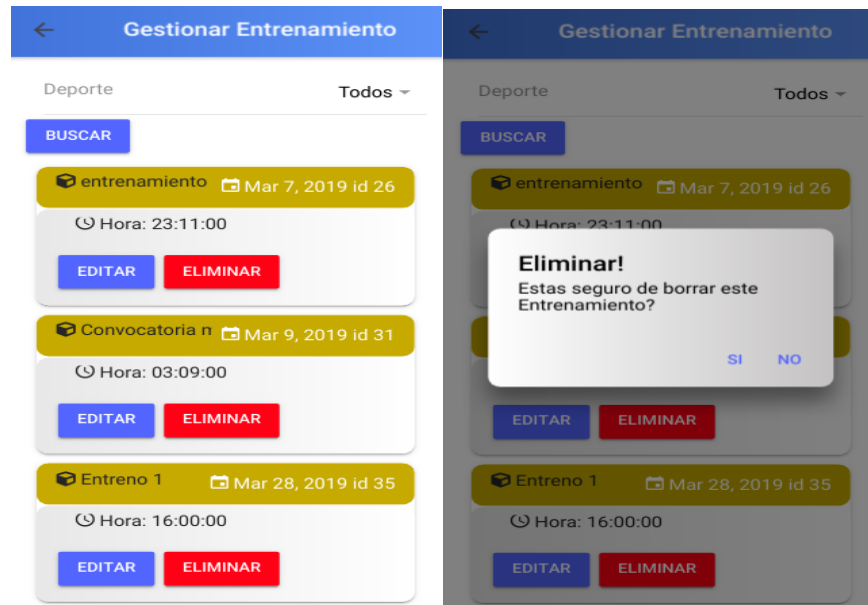 Gestionar Entrenamiento
Deporte
Todos
BUSCAR
entrenamiento Mar 7, 2019 id 26
Hora: 23:11:00
EDITAR ELIMINAR
Convocatoria m Mar 9, 2019 id 31
Hora: 03:09:00
EDITAR ELIMINAR
Entreno 1 Mar 28, 2019 id 35
Hora: 16:00:00
EDITAR ELIMINAR
Gestionar Entrenamiento
Deporte
Todos
BUSCAR
entrenamiento Mar 7, 2019 id 26
Hora: 23:11:00
Eliminar!
Estas seguro de borrar este
Entrenamiento?
SI NO
EDITAR ELIMINAR
Entreno 1 Mar 28, 2019 id 35
Hora: 16:00:00
EDITAR ELIMINAR